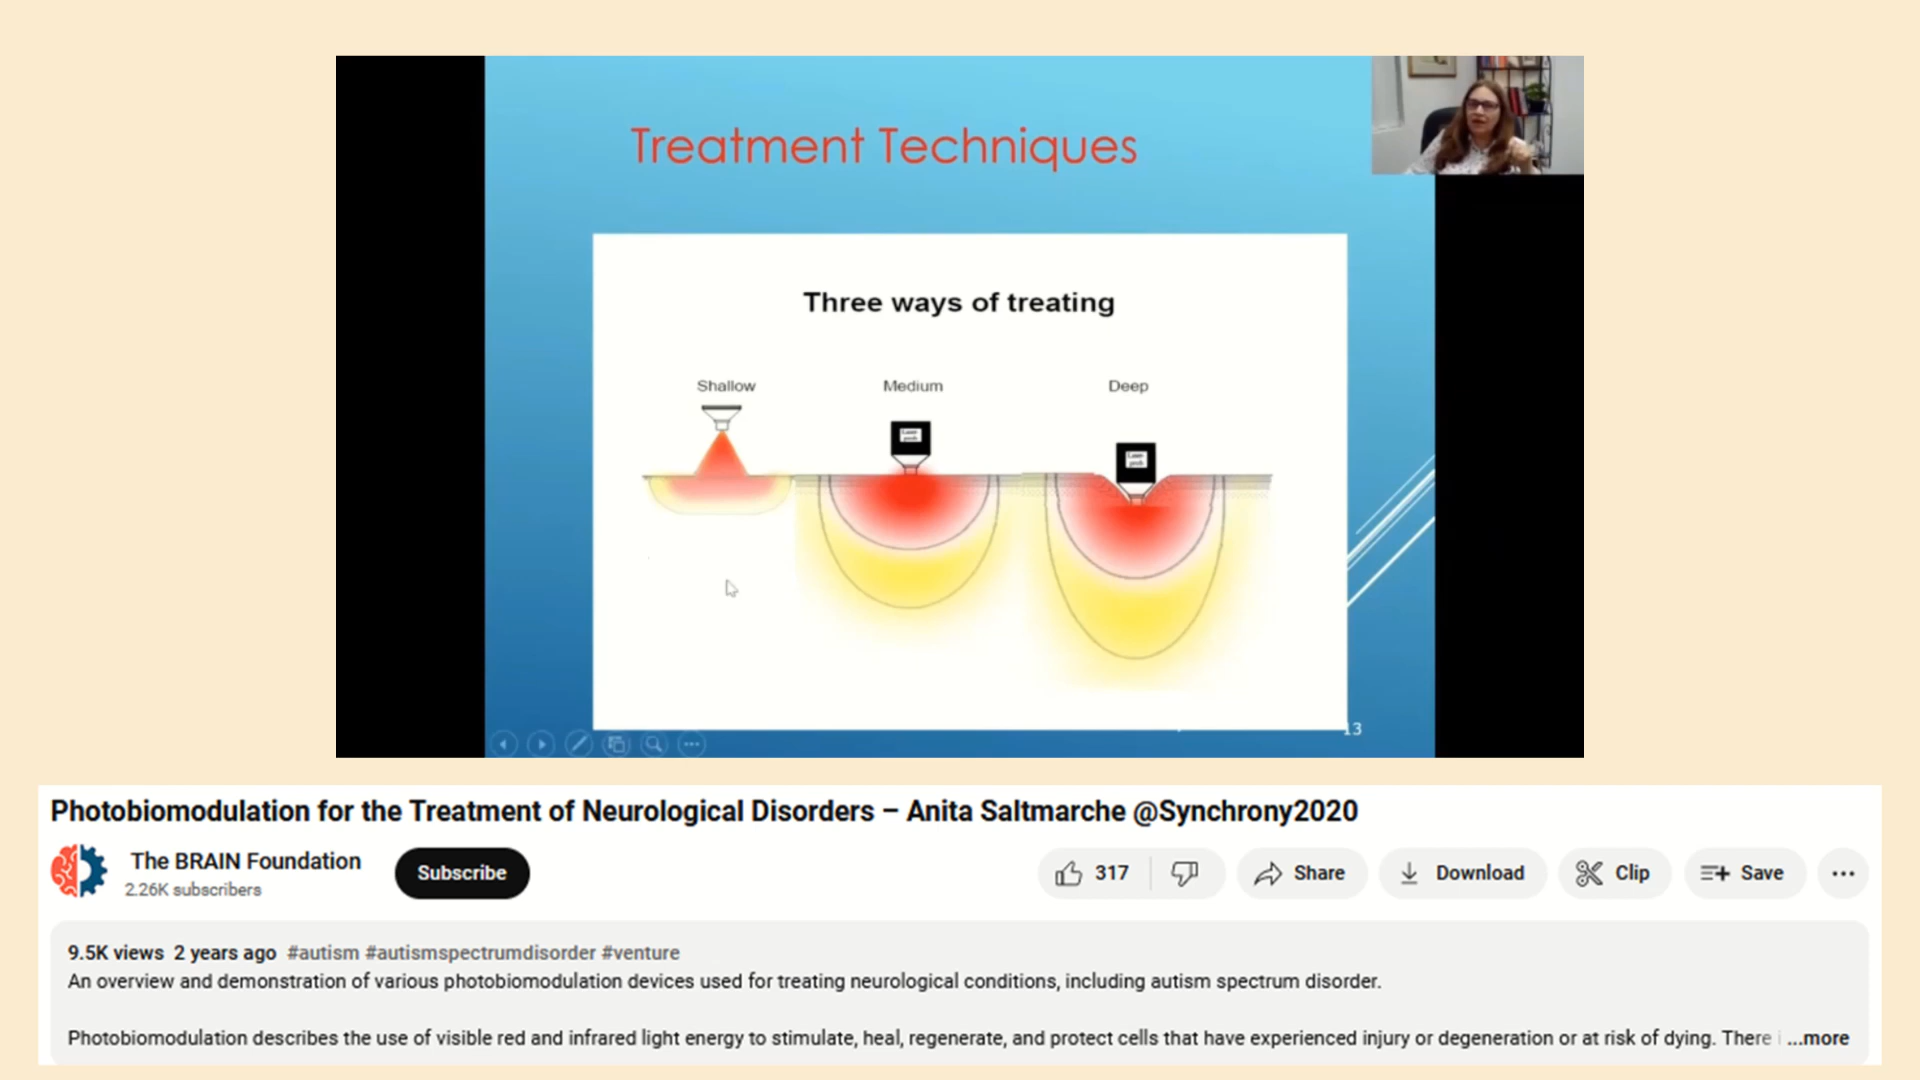 Treatment Techniques
Three ways of treating
Shallow
Medium
Deep
Laser
probe
Laser
probe
13
Photobiomodulation for the Treatment of Neurological Disorders – Anita Saltmarche @Synchrony2020
The BRAIN Foundation
2.26K subscribers
Subscribe
317
Share
Download
Clip
Save
9.5K views 2 years ago #autism #autismspectrumdisorder #venture
An overview and demonstration of various photobiomodulation devices used for treating neurological conditions, including autism spectrum disorder.
Photobiomodulation describes the use of visible red and infrared light energy to stimulate, heal, regenerate, and protect cells that have experienced injury or degeneration or at risk of dying. There i ...more